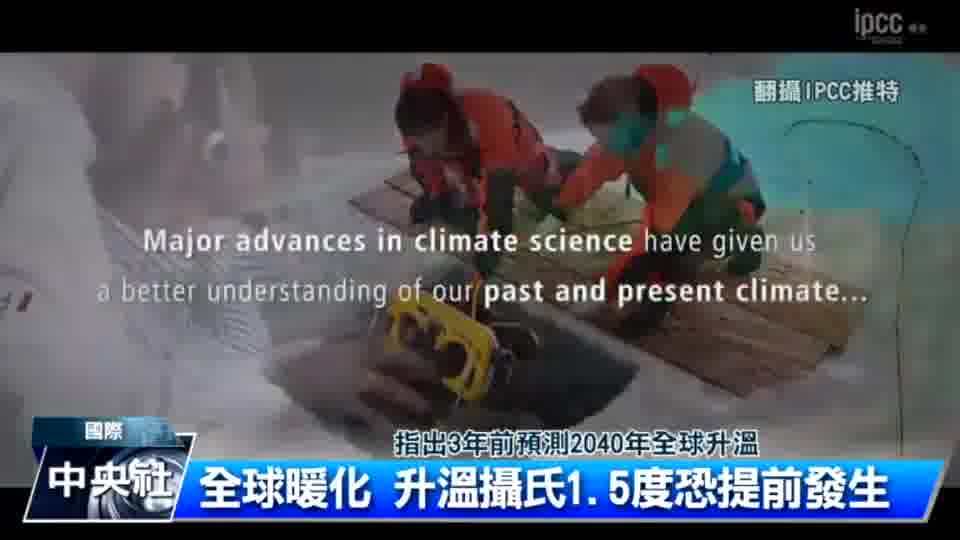 ipcc
翻攝IPCC推特
Major advances in climate science have given us
a better understanding of our past and present climate...
國際
指出3年前預測2040年全球升溫
中央社
全球暖化 升溫攝氏1.5度恐提前發生